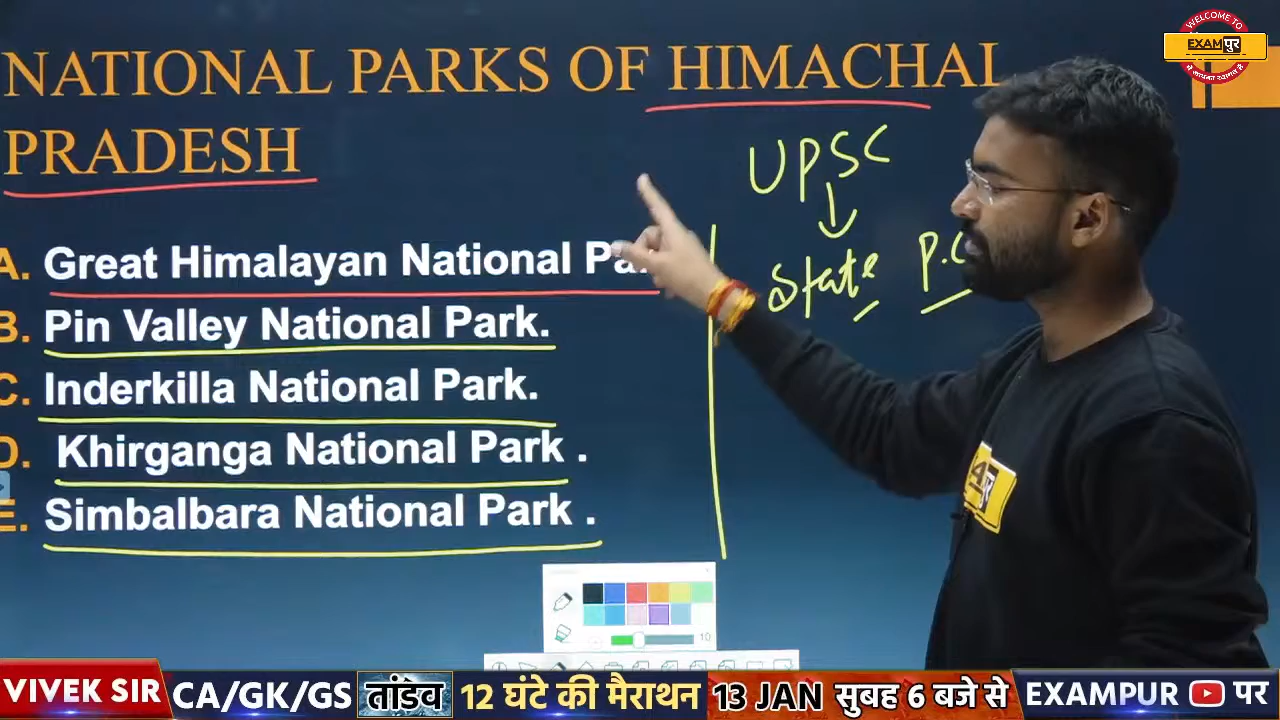 WELCOME TO
EXAMपुर
NATIONAL PARKS OF HIMACHAL
PRADESH
UPSC
State P.C
A. Great Himalayan National Pa
B. Pin Valley National Park.
C. Inderkilla National Park.
D. Khirganga National Park .
E. Simbalbara National Park .
10
VIVEK SIR CA/GK/GS तांडव 12 घंटे की मैराथन 13 JAN सुबह 6 बजे से EXAMPUR पर